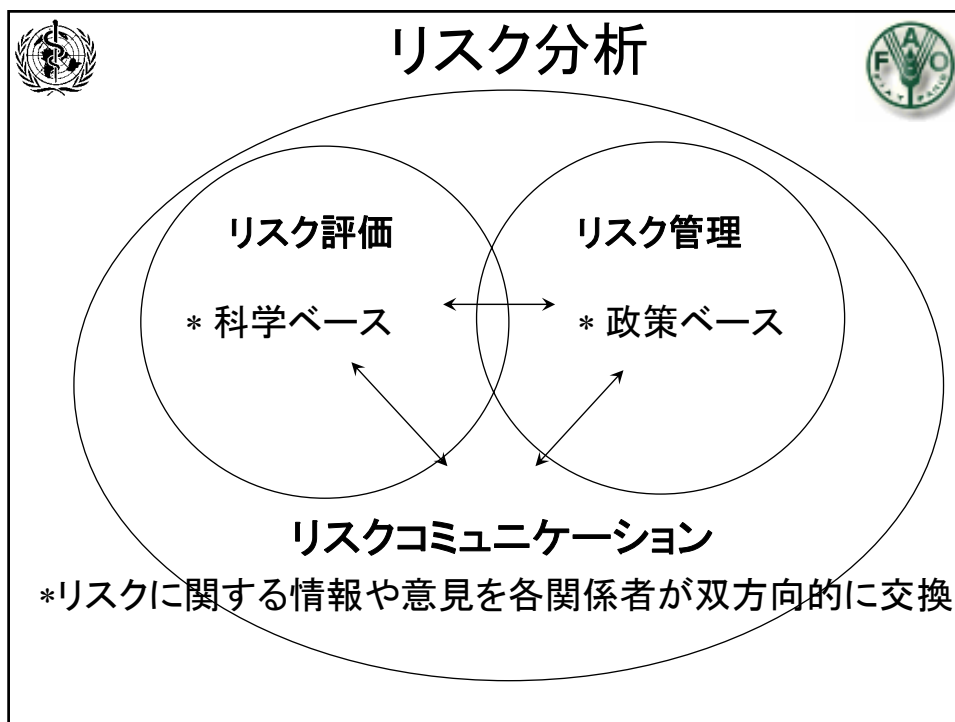 リスク分析
F A O
FIAT PANIS
リスク評価
リスク管理
* 科学ベース
* 政策ベース
リスクコミュニケーション
*リスクに関する情報や意見を各関係者が双方向的に交換